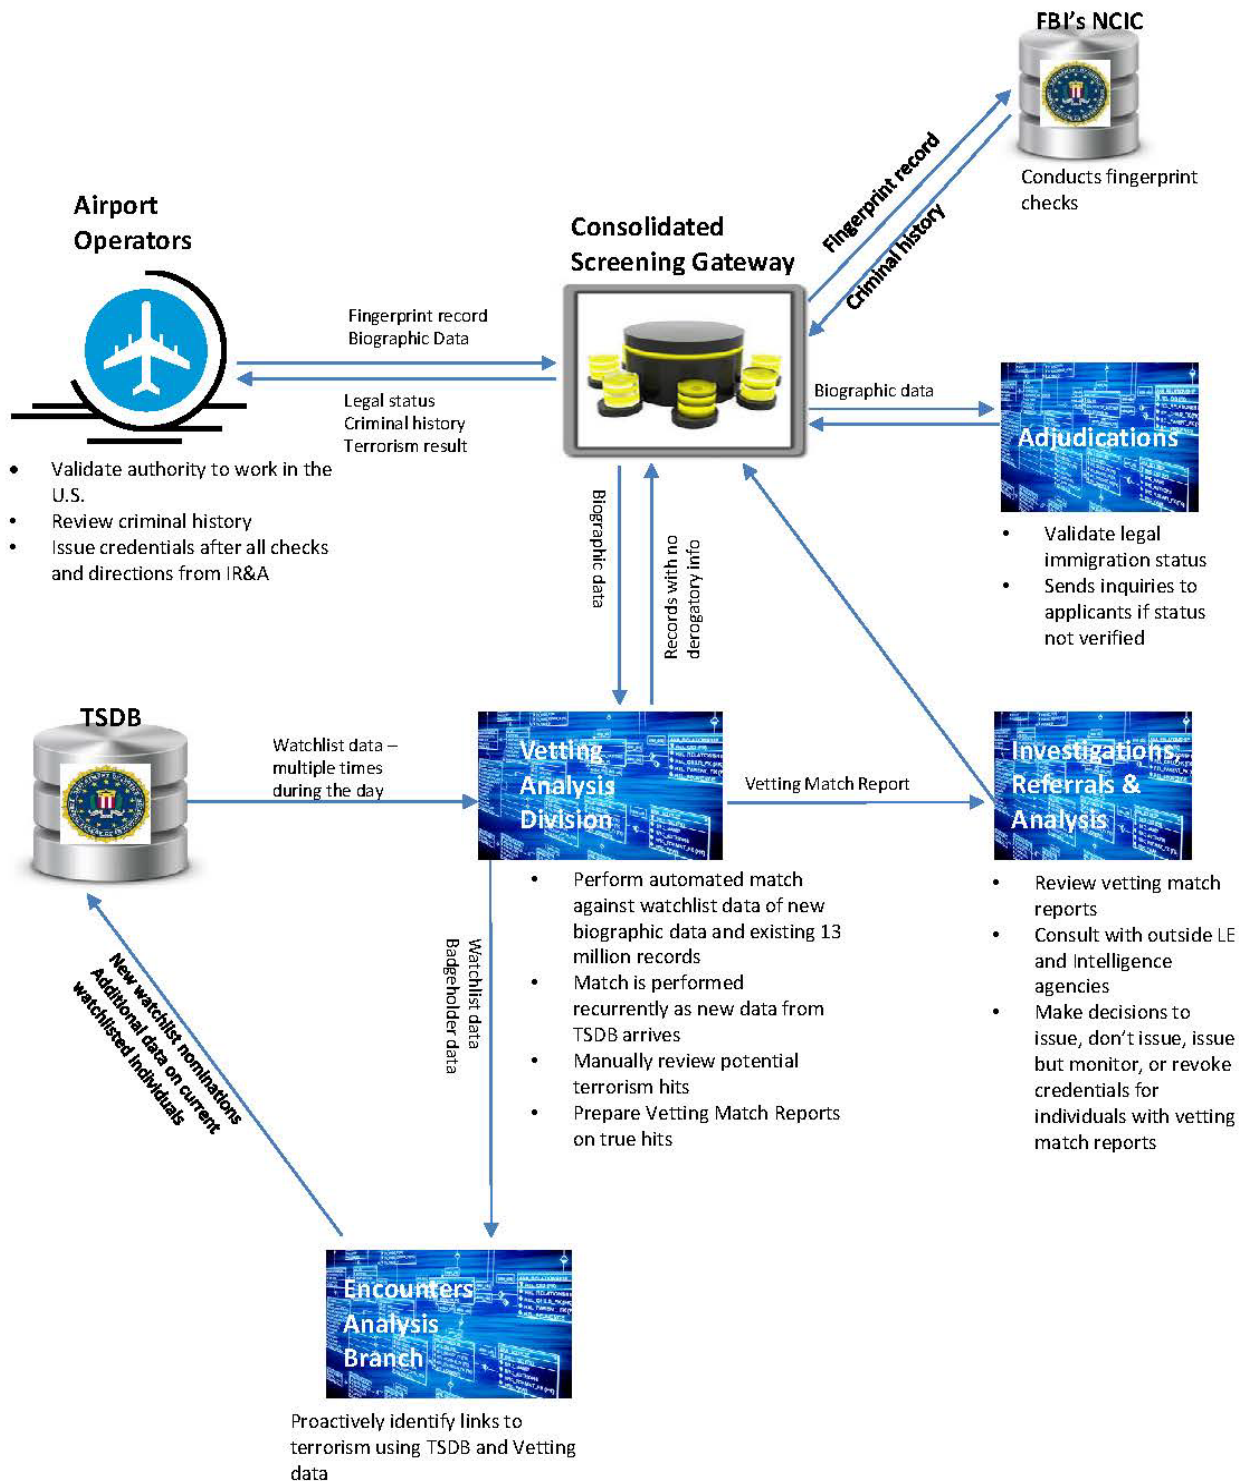 FBI's NCIC
Conducts fingerprint
checks
Fingerprint record
Criminal history
Airport
Operators
Consolidated
Screening Gateway
Fingerprint record
Biographic Data
Legal status
Criminal history
Terrorism result
Biographic data
Adjudications
• Validate authority to work in the
U.S.
• Review criminal history
• Issue credentials after all checks
and directions from IR&A
• Validate legal
immigration status
• Sends inquiries to
applicants if status
not verified
Biographic data
Records with no
derogatory info
TSDB
Watchlist data –
multiple times
during the day
Vetting
Analysis
Division
Vetting Match Report
Investigations,
Referrals &
Analysis
• Perform automated match
against watchlist data of new
biographic data and existing 13
million records
• Match is performed
recurrently as new data from
TSDB arrives
• Manually review potential
terrorism hits
• Prepare Vetting Match Reports
on true hits
• Review vetting match
reports
• Consult with outside LE
and Intelligence
agencies
• Make decisions to
issue, don't issue, issue
but monitor, or revoke
credentials for
individuals with vetting
match reports
Watchlist data
Badgeholder data
New watchlist nominations
Additional data on current
watchlisted individuals
Encounters
Analysis
Branch
Proactively identify links to
terrorism using TSDB and Vetting
data